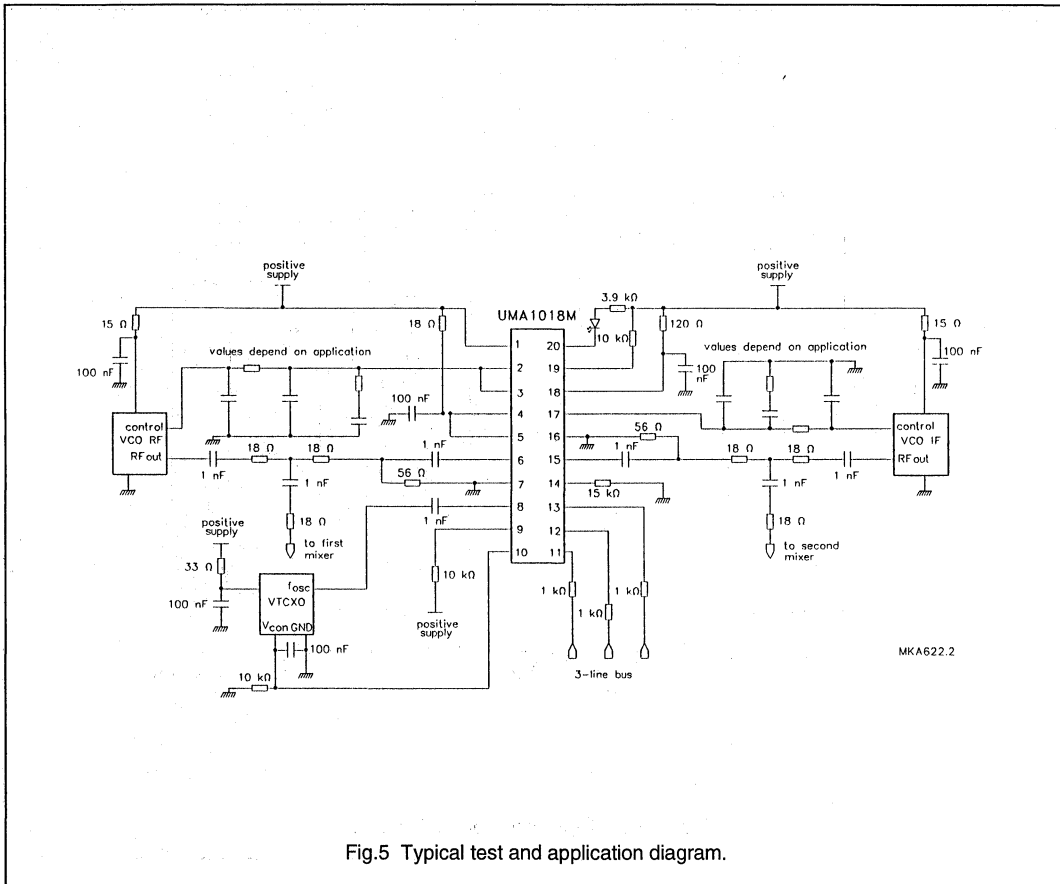 positive
supply
positive
supply
3.9 kΩ
UMA1018M
15 Ω
18 Ω
120 Ω
15 Ω
1
20
10 kΩ
values depend on application
values depend on application
100 nF
2
19
100
nF
100 nF
3
18
100 nF
4
17
control
VCO RF
RFout
5
16
56 Ω
control
VCO IF
RFout
1 nF
6
15
1 nF
18 Ω
18 Ω
18 Ω
18 Ω
1 nF
1 nF
56 Ω
7
14
15 kΩ
1 nF
1 nF
8
13
1 nF
positive
supply
18 Ω
9
12
18 Ω
to first
mixer
10
11
to second
mixer
33 Ω
10 kΩ
fosc
VTCXO
Vcon GND
1 kΩ
1 kΩ
1 kΩ
100 nF
positive
supply
100 nF
3-line bus
MKA622.2
10 kΩ
Fig.5 Typical test and application diagram.